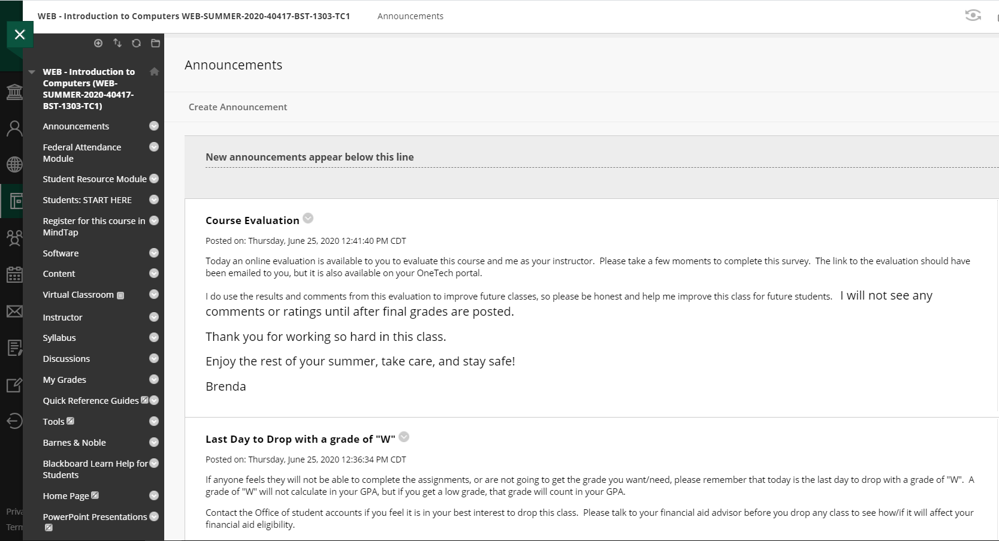 WEB - Introduction to Computers WEB-SUMMER-2020-40417-BST-1303-TC1 Announcements
WEB - Introduction to
Computers (WEB-
SUMMER-2020-40417-
BST-1303-TC1)
Announcements
Federal Attendance
Module
Student Resource Module
Students: START HERE
Register for this course in
MindTap
Software
Content
Virtual Classroom
Instructor
Syllabus
Discussions
My Grades
Quick Reference Guides
Tools
Barnes & Noble
Blackboard Learn Help for
Students
Home Page
PowerPoint Presentations
Priva
Term
Announcements
Create Announcement
New announcements appear below this line
Course Evaluation
Posted on: Thursday, June 25, 2020 12:41:40 PM CDT
Today an online evaluation is available to you to evaluate this course and me as your instructor.  Please take a few moments to complete this survey.  The link to the evaluation should have
been emailed to you, but it is also available on your OneTech portal.
I do use the results and comments from this evaluation to improve future classes, so please be honest and help me improve this class for future students.   I will not see any
comments or ratings until after final grades are posted.
Thank you for working so hard in this class.
Enjoy the rest of your summer, take care, and stay safe!
Brenda
Last Day to Drop with a grade of "W"
Posted on: Thursday, June 25, 2020 12:36:34 PM CDT
If anyone feels they will not be able to complete the assignments, or are not going to get the grade you want/need, please remember that today is the last day to drop with a grade of "W".  A
grade of "W" will not calculate in your GPA, but if you get a low grade, that grade will count in your GPA.
Contact the Office of student accounts if you feel it is in your best interest to drop this class.  Please talk to your financial aid advisor before you drop any class to see how/if it will affect your
financial aid eligibility.